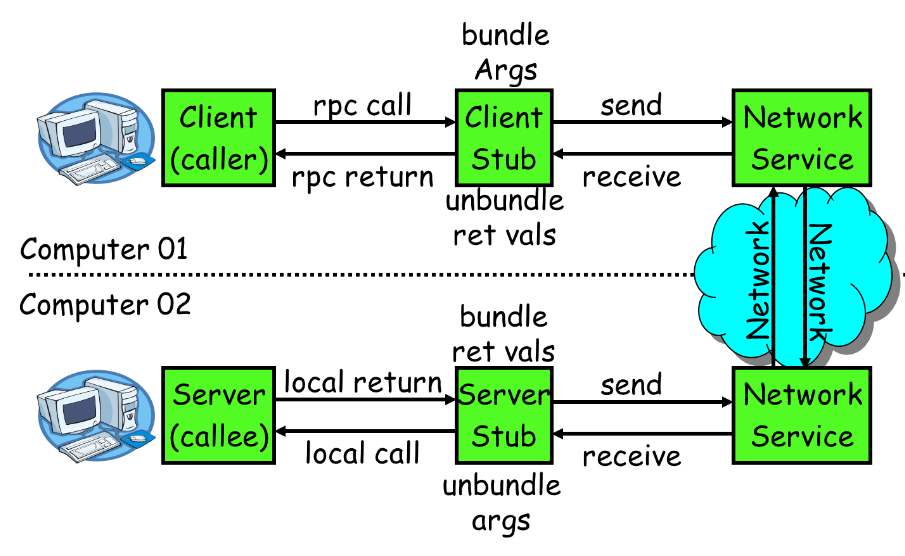 bundle
Args
Client
(caller)
rpc call
rpc return
Client
Stub
send
receive
Network
Service
unbundle
ret vals
Computer 01
Network
Network
Computer 02
bundle
ret vals
Server
(callee)
local return
local call
Server
Stub
send
receive
Network
Service
unbundle
args